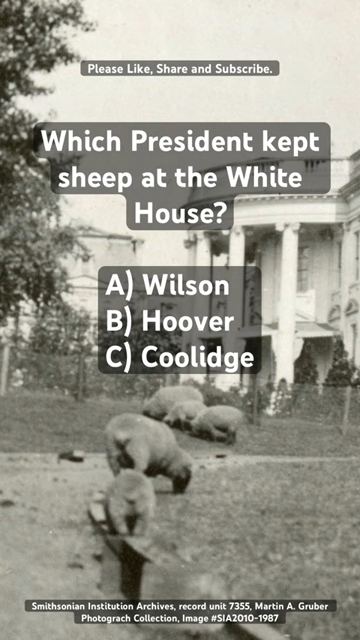 Please Like, Share and Subscribe.
Which President kept
sheep at the White
House?
A) Wilson
B) Hoover
C) Coolidge
Smithsonian Institution Archives, record unit 7355, Martin A. Gruber
Photograch Collection, Image #SIA2010-1987